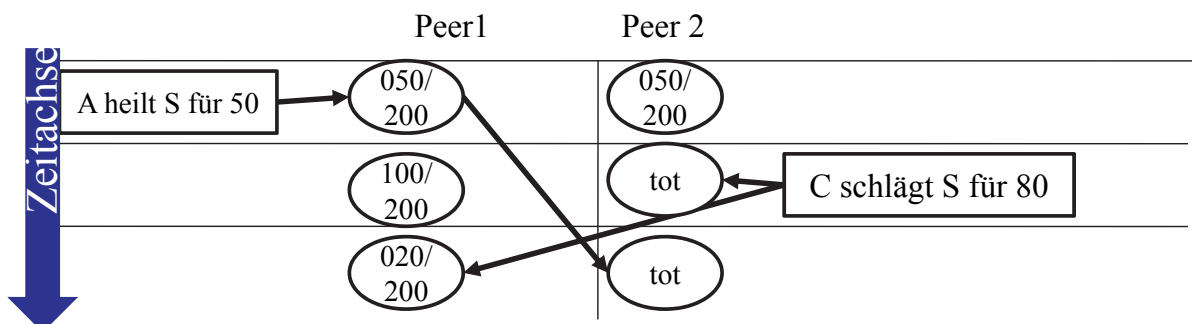 Peer1 Peer 2
Zeitachse
A heilt S für 50
050/
200
050/
200
100/
200
tot
C schlägt S für 80
020/
200
tot